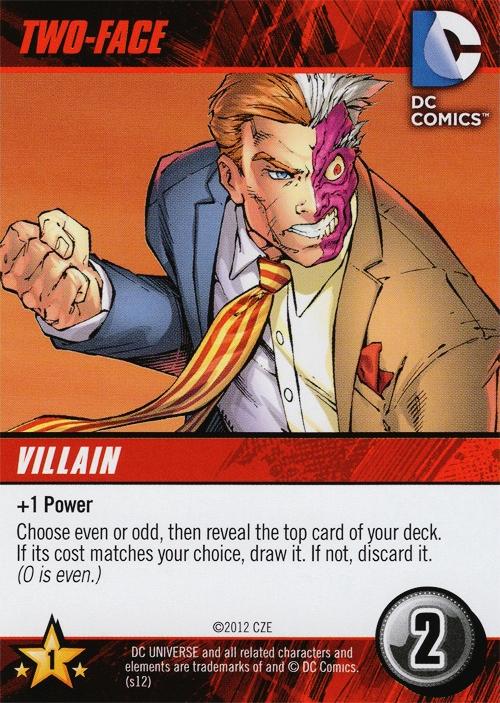 TWO-FACE
DC
DC
COMICS™
VILLAIN
+1 Power
Choose even or odd, then reveal the top card of your deck.
If its cost matches your choice, draw it. If not, discard it.
(0 is even.)
©2012 CZE
1
DC UNIVERSE and all related characters and
elements are trademarks of and © DC Comics.
(s12)
2